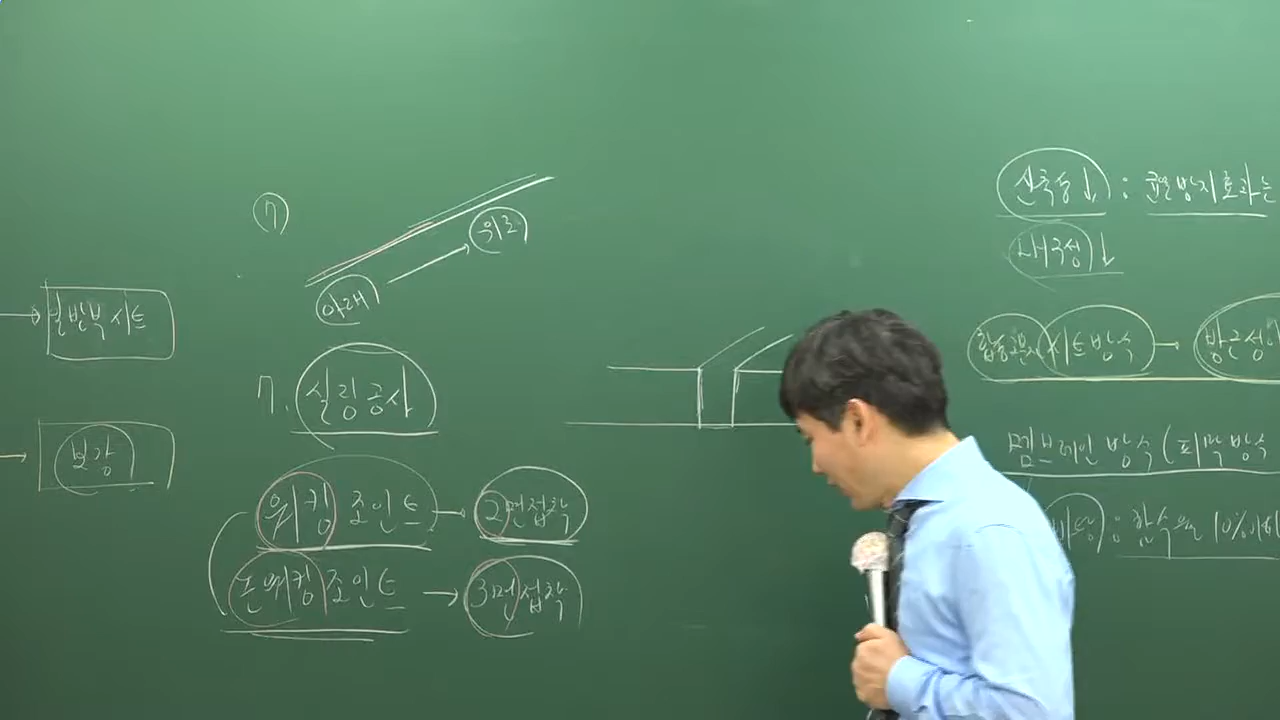 일반복 시트
보강
7
아래
위로
7. 실링공사
워킹 조인트 → 2면접착
논워킹 조인트 → 3면접착
신축성↓ : 균열방지효과는
내구성↓
합성고분자 시트방수 → 방근성능
멤브레인 방수 (피막방수
: 함수율 10%이하